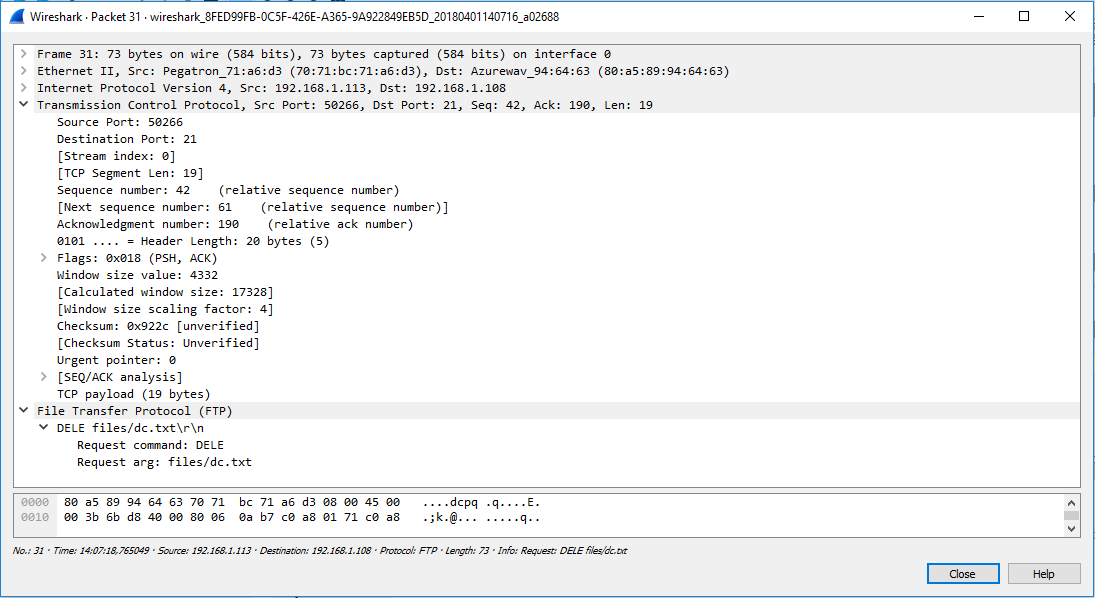 Wireshark · Packet 31 · wireshark_8FED99FB-0C5F-426E-A365-9A922849EB5D_20180401140716_a02688
Frame 31: 73 bytes on wire (584 bits), 73 bytes captured (584 bits) on interface 0
Ethernet II, Src: Pegatron_71:a6:d3 (70:71:bc:71:a6:d3), Dst: Azurewav_94:64:63 (80:a5:89:94:64:63)
Internet Protocol Version 4, Src: 192.168.1.113, Dst: 192.168.1.108
Transmission Control Protocol, Src Port: 50266, Dst Port: 21, Seq: 42, Ack: 190, Len: 19
Source Port: 50266
Destination Port: 21
[Stream index: 0]
[TCP Segment Len: 19]
Sequence number: 42    (relative sequence number)
[Next sequence number: 61    (relative sequence number)]
Acknowledgment number: 190    (relative ack number)
0101 .... = Header Length: 20 bytes (5)
Flags: 0x018 (PSH, ACK)
Window size value: 4332
[Calculated window size: 17328]
[Window size scaling factor: 4]
Checksum: 0x922c [unverified]
[Checksum Status: Unverified]
Urgent pointer: 0
[SEQ/ACK analysis]
TCP payload (19 bytes)
File Transfer Protocol (FTP)
DELE files/dc.txt\r\n
Request command: DELE
Request arg: files/dc.txt
0000  80 a5 89 94 64 63 70 71  bc 71 a6 d3 08 00 45 00   ....dcpq .q....E.
0010  00 3b 6b d8 40 00 80 06  0a b7 c0 a8 01 71 c0 a8   .;k.@... .....q..
No.: 31 · Time: 14:07:18,765049 · Source: 192.168.1.113 · Destination: 192.168.1.108 · Protocol: FTP · Length: 73 · Info: Request: DELE files/dc.txt
Close Help